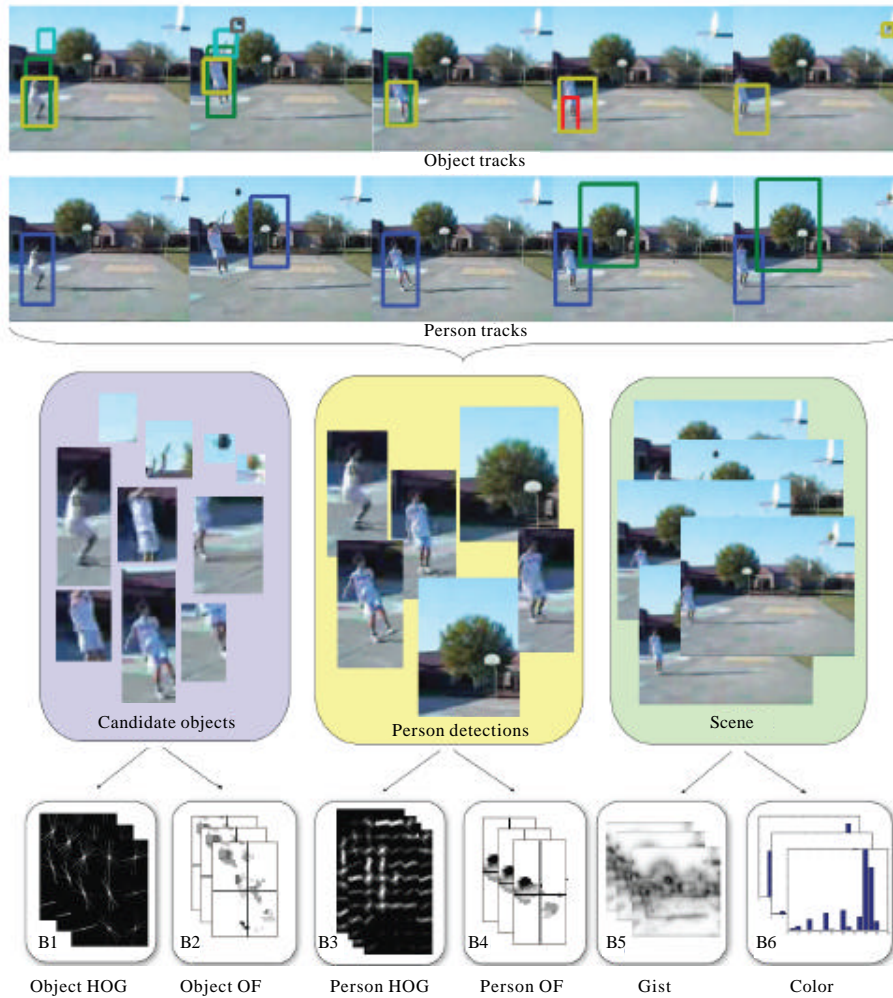 Object tracks
Person tracks
Candidate objects
Person detections
Scene
B1
B2
B3
B4
B5
B6
Object HOG
Object OF
Person HOG
Person OF
Gist
Color